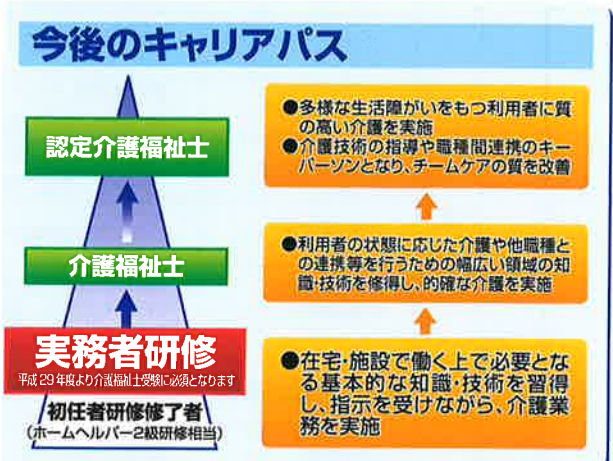 今後のキャリアパス
認定介護福祉士
●多様な生活障がいをもつ利用者に質
の高い介護を実施
●介護技術の指導や職種間連携のキー
パーソンとなり、チームケアの質を改善
介護福祉士
●利用者の状態に応じた介護や他職種と
の連携等を行うための幅広い領域の知
識・技術を修得し、的確な介護を実施
実務者研修
平成29年度より介護福祉士受験に必須となります
初任者研修修了者
(ホームヘルパー2級研修相当)
●在宅・施設で働く上で必要とな
る基本的な知識・技術を習得
し、指示を受けながら、介護業
務を実施